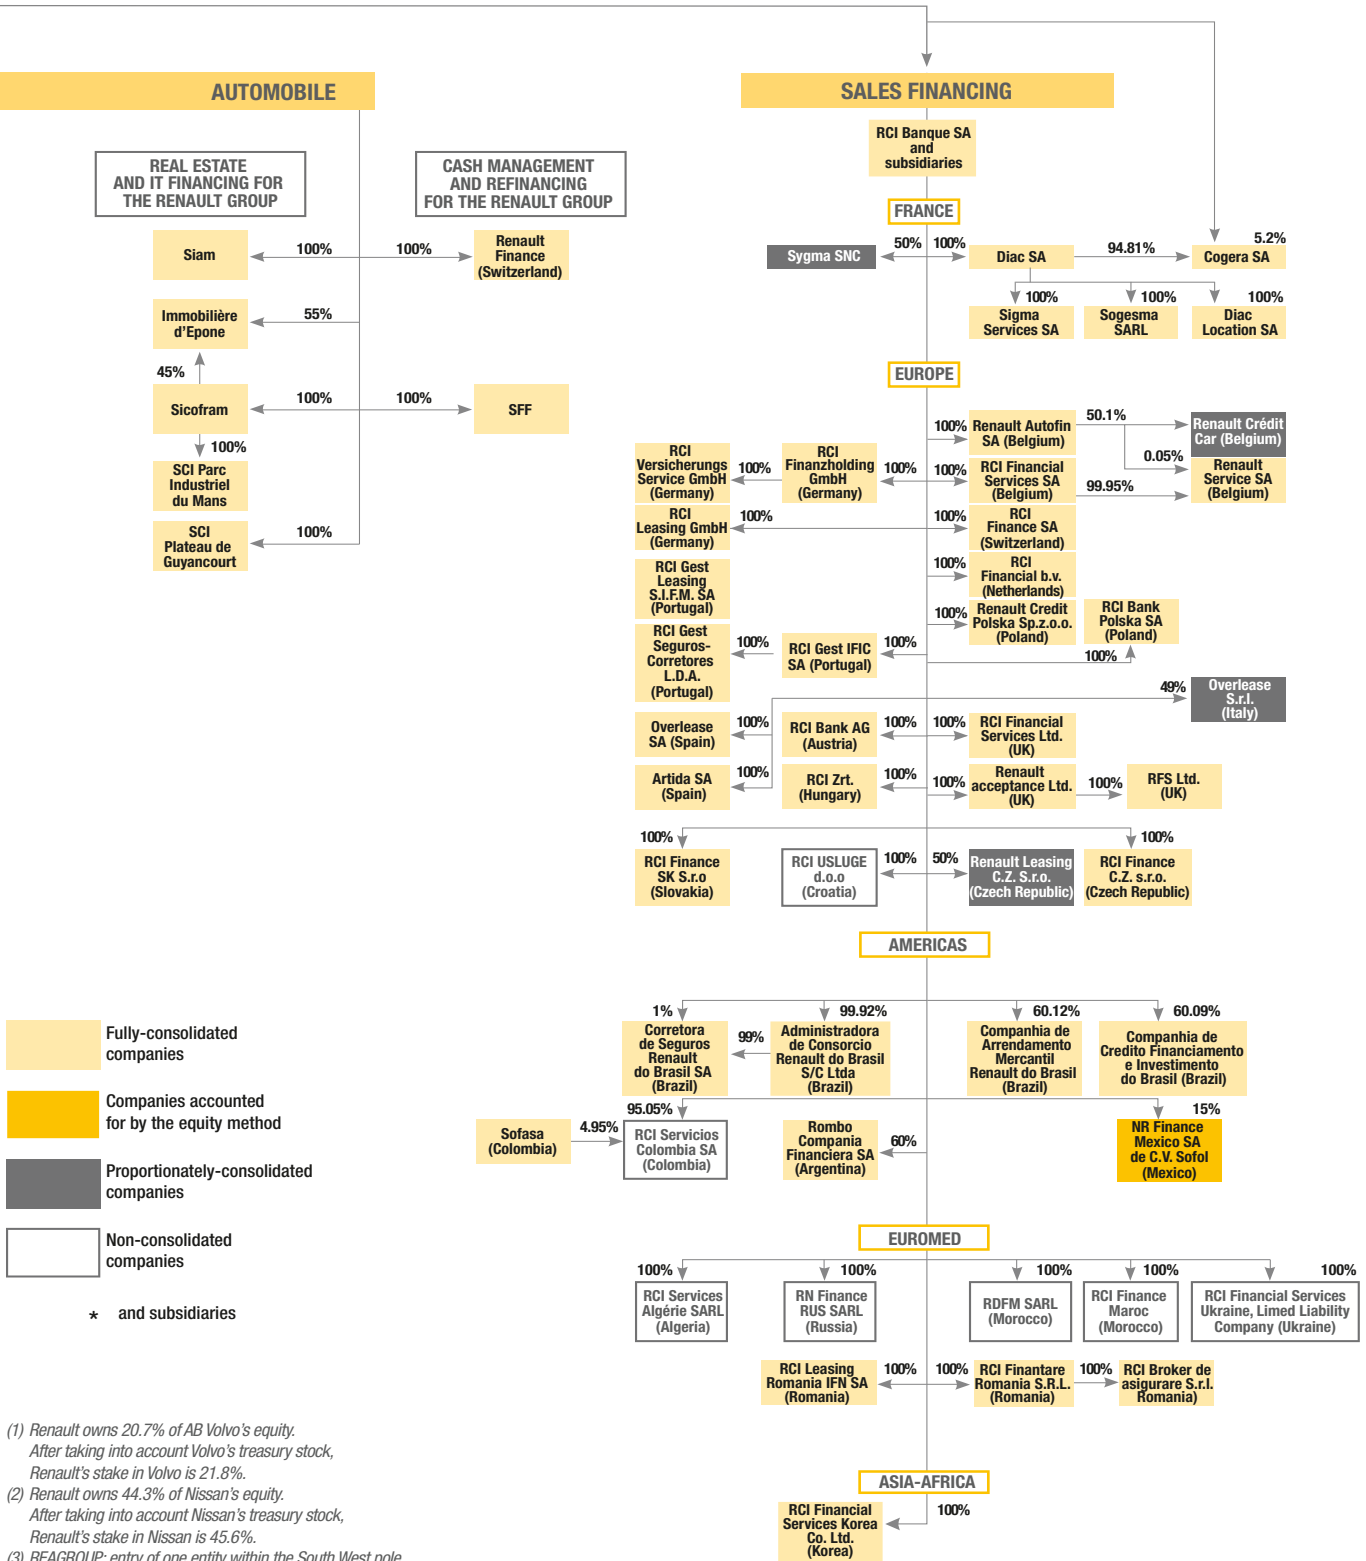 AUTOMOBILE
SALES FINANCING
RCI Banque SA
and
subsidiaries
REAL ESTATE
AND IT FINANCING FOR
THE RENAULT GROUP
CASH MANAGEMENT
AND REFINANCING
FOR THE RENAULT GROUP
FRANCE
Siam
100%
100%
Renault
Finance
(Switzerland)
Sygma SNC
50%
100%
Diac SA
94.81%
5.2%
Cogera SA
100%
100%
100%
Sigma
Services SA
Sogesma
SARL
Diac
Location SA
Immobilière
d'Epone
55%
45%
EUROPE
Sicofram
100%
100%
SFF
100%
SCI Parc
Industriel
du Mans
SCI
Plateau de
Guyancourt
100%
100%
Renault Autofin
SA (Belgium)
50.1%
Renault Crédit
Car (Belgium)
0.05%
RCI
Versicherungs
Service GmbH
(Germany)
100%
RCI
Finanzholding
GmbH
(Germany)
100%
100%
RCI Financial
Services SA
(Belgium)
99.95%
Renault
Service SA
(Belgium)
RCI
Leasing GmbH
(Germany)
100%
100%
RCI
Finance SA
(Switzerland)
RCI Gest
Leasing
S.I.F.M. SA
(Portugal)
100%
RCI
Financial b.v.
(Netherlands)
100%
Renault Credit
Polska Sp.z.o.o.
(Poland)
RCI Bank
Polska SA
(Poland)
100%
RCI Gest
Seguros-
Corretores
L.D.A.
(Portugal)
100%
RCI Gest IFIC
SA (Portugal)
100%
49%
Overlease
S.r.l.
(Italy)
Overlease
SA (Spain)
100%
RCI Bank AG
(Austria)
100%
100%
RCI Financial
Services Ltd.
(UK)
Artida SA
(Spain)
100%
RCI Zrt.
(Hungary)
100%
100%
Renault
acceptance Ltd.
(UK)
100%
RFS Ltd.
(UK)
100%
RCI Finance
SK S.r.o
(Slovakia)
RCI USLUGE
d.o.o
(Croatia)
100%
50%
Renault Leasing
C.Z. S.r.o.
(Czech Republic)
100%
RCI Finance
C.Z. s.r.o.
(Czech Republic)
AMERICAS
1%
99.92%
60.12%
60.09%
Corretora
de Seguros
Renault
do Brasil SA
(Brazil)
99%
Administradora
de Consorcio
Renault do Brasil
S/C Ltda
(Brazil)
Companhia de
Arrendamento
Mercantil
Renault do Brasil
(Brazil)
Companhia de
Credito Financiamento
e Investimento
do Brasil (Brazil)
Sofasa
(Colombia)
4.95%
95.05%
RCI Servicios
Colombia SA
(Colombia)
Rombo
Compania
Financiera SA
(Argentina)
60%
15%
NR Finance
Mexico SA
de C.V. Sofol
(Mexico)
Fully-consolidated
companies
Companies accounted
for by the equity method
Proportionately-consolidated
companies
Non-consolidated
companies
* and subsidiaries
EUROMED
100%
100%
100%
100%
100%
RCI Services
Algérie SARL
(Algeria)
RN Finance
RUS SARL
(Russia)
RDFM SARL
(Morocco)
RCI Finance
Maroc
(Morocco)
RCI Financial Services
Ukraine, Limed Liability
Company (Ukraine)
RCI Leasing
Romania IFN SA
(Romania)
100%
100%
RCI Finantare
Romania S.R.L.
(Romania)
100%
RCI Broker de
asigurare S.r.l.
Romania)
ASIA-AFRICA
RCI Financial
Services Korea
Co. Ltd.
(Korea)
100%
(1) Renault owns 20.7% of AB Volvo's equity.
After taking into account Volvo's treasury stock,
Renault's stake in Volvo is 21.8%.
(2) Renault owns 44.3% of Nissan's equity.
After taking into account Nissan's treasury stock,
Renault's stake in Nissan is 45.6%.
(3) REAGROUP: entry of one entity within the South West pole